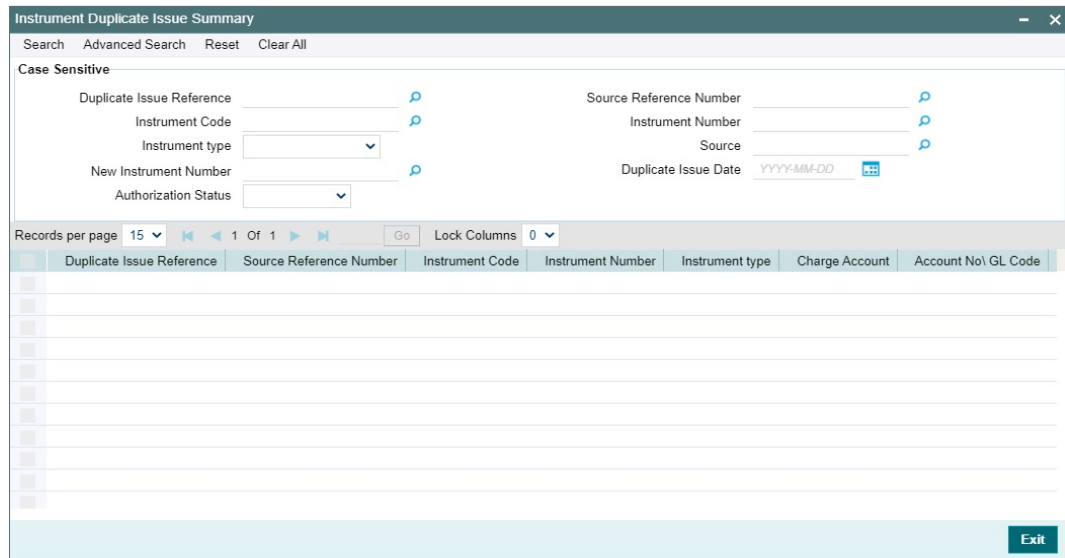 Instrument Duplicate Issue Summary
Search Advanced Search Reset Clear All
Case Sensitive
Duplicate Issue Reference Source Reference Number
Instrument Code Instrument Number
Instrument type Source
New Instrument Number Duplicate Issue Date YYYY-MM-DD
Authorization Status
Records per page 15 1 Of 1 Go Lock Columns 0
Duplicate Issue Reference Source Reference Number Instrument Code Instrument Number Instrument type Charge Account Account No\ GL Code
Exit